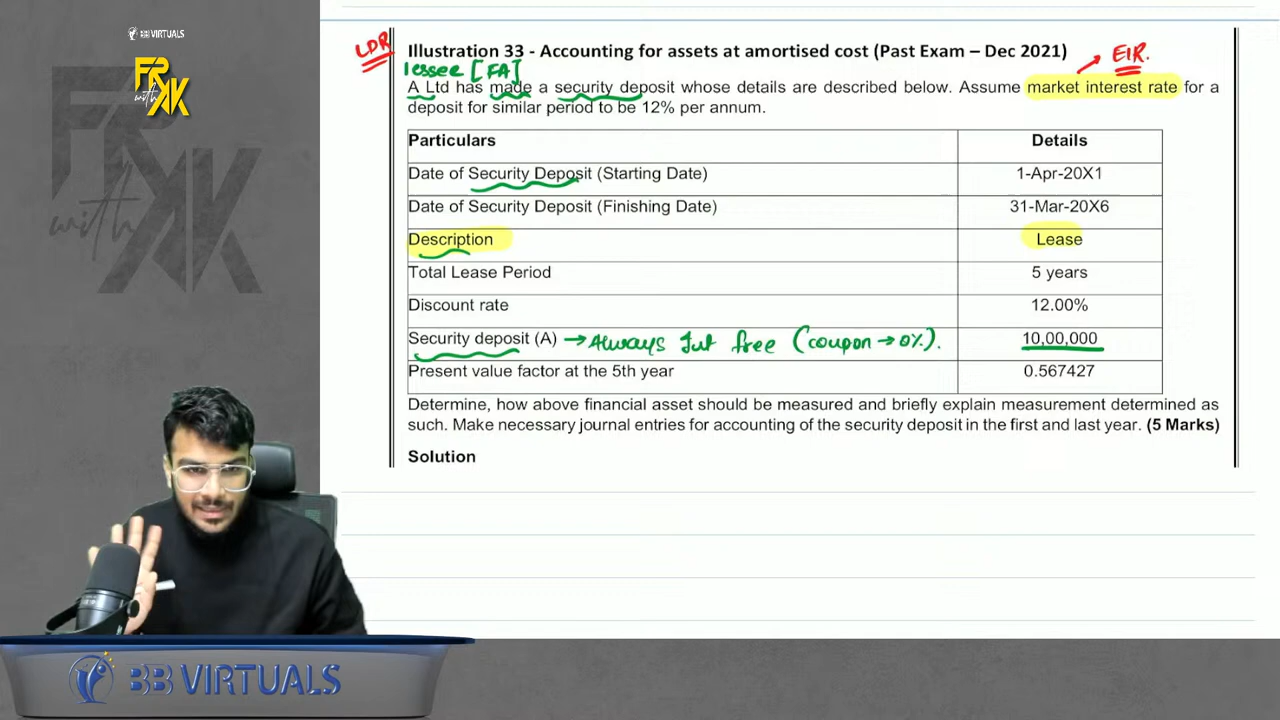 BB VIRTUALS
FR
with
AK
FR
with
AK
LDR
Illustration 33 - Accounting for assets at amortised cost (Past Exam – Dec 2021)
EIR.
lessee [FA]
A Ltd has made a security deposit whose details are described below. Assume market interest rate for a
deposit for similar period to be 12% per annum.
Particulars Details
Date of Security Deposit (Starting Date) 1-Apr-20X1
Date of Security Deposit (Finishing Date) 31-Mar-20X6
Description Lease
Total Lease Period 5 years
Discount rate 12.00%
Security deposit (A) → Always Int free (coupon → 0%). 10,00,000
Present value factor at the 5th year 0.567427
Determine, how above financial asset should be measured and briefly explain measurement determined as
such. Make necessary journal entries for accounting of the security deposit in the first and last year. (5 Marks)
Solution
BB VIRTUALS